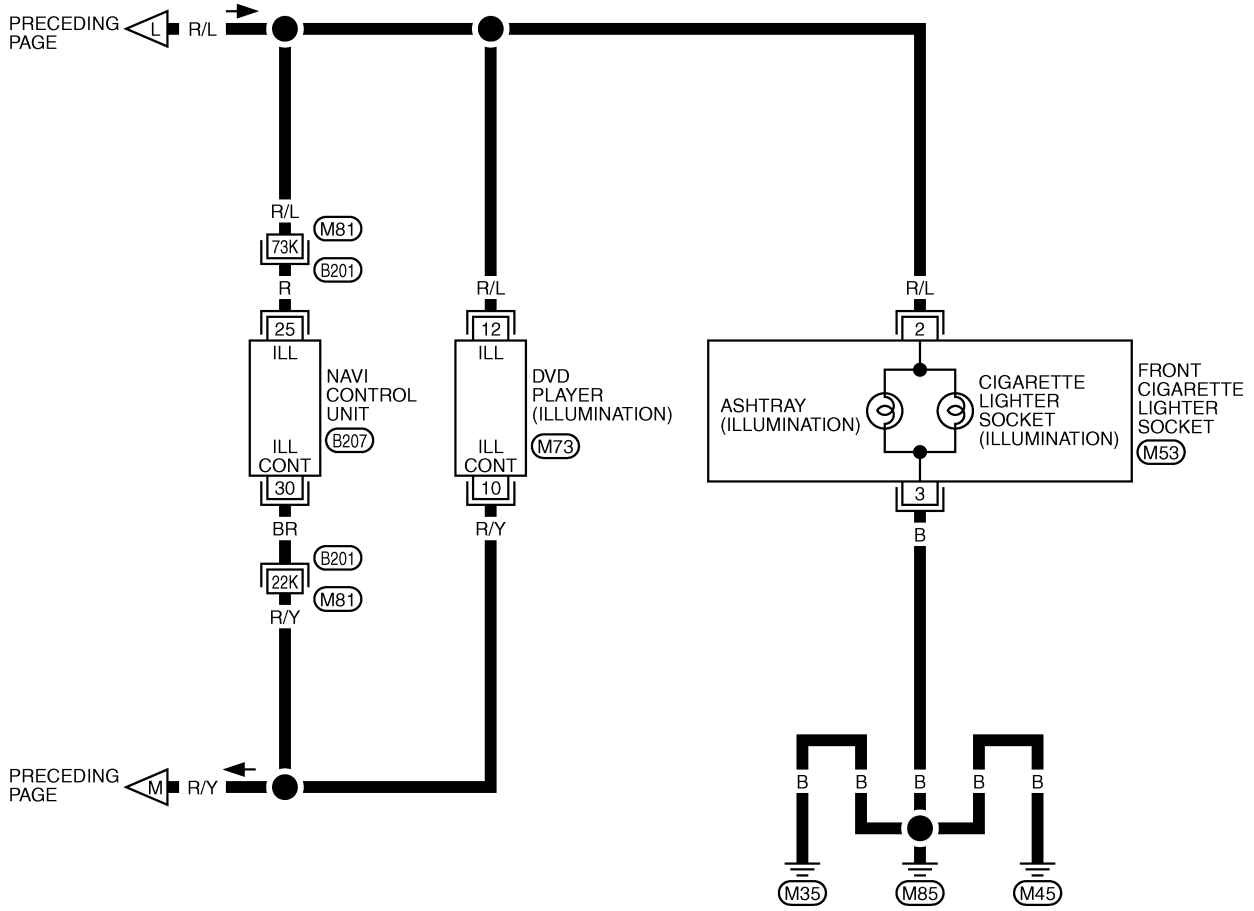 PRECEDING
PAGE
L
R/L
R/L
M81
73K
B201
R
25
ILL
NAVI
CONTROL
UNIT
B207
ILL
CONT
30
BR
B201
22K
M81
R/Y
R/L
12
ILL
DVD
PLAYER
(ILLUMINATION)
M73
ILL
CONT
10
R/Y
R/L
2
ASHTRAY
(ILLUMINATION)
CIGARETTE
LIGHTER
SOCKET
(ILLUMINATION)
FRONT
CIGARETTE
LIGHTER
SOCKET
M53
3
B
PRECEDING
PAGE
M
R/Y
B
B
B
B
B
M35
M85
M45